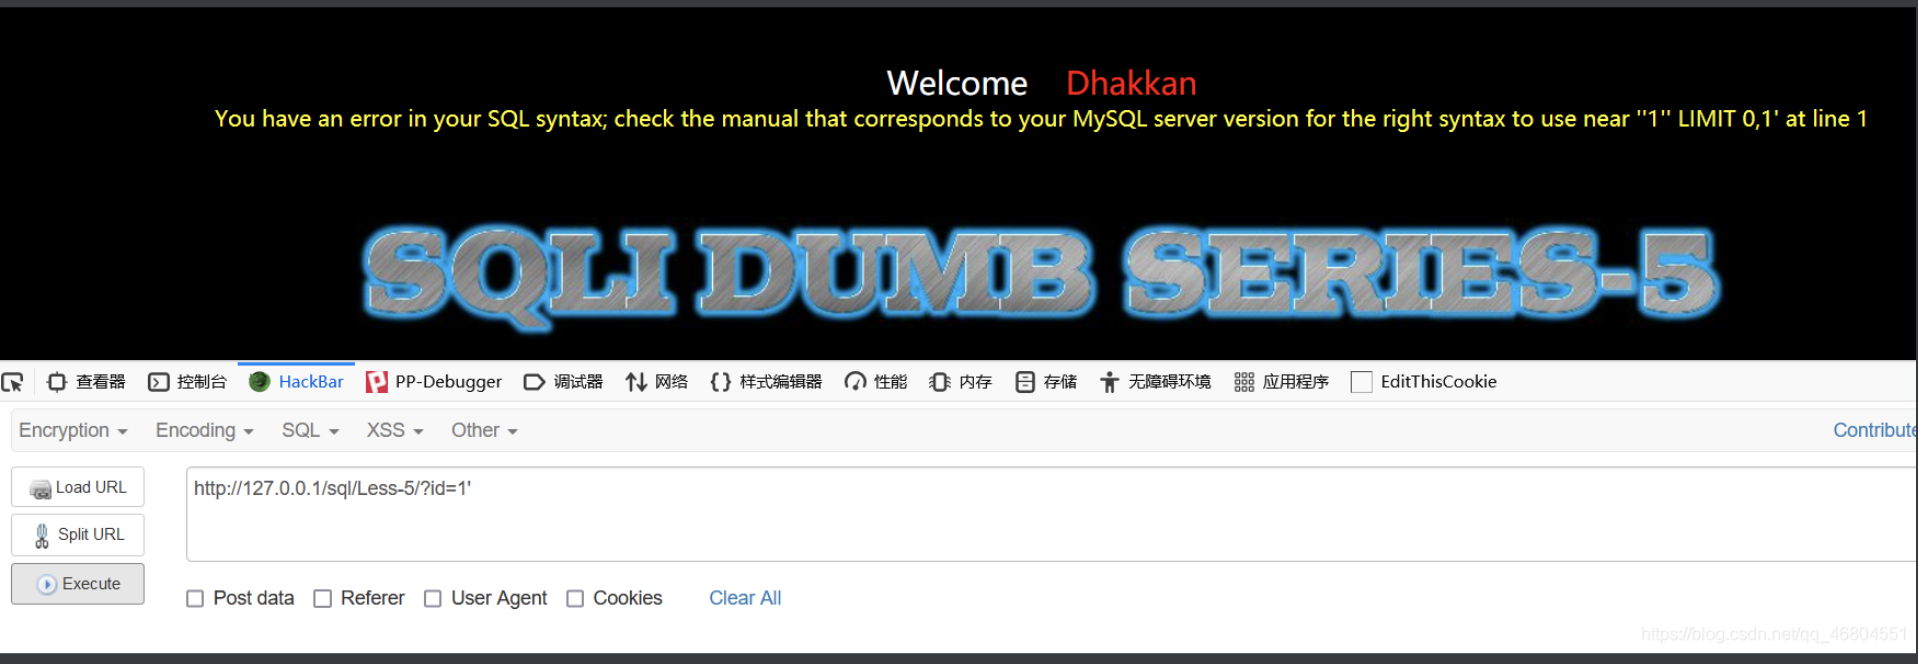 Welcome Dhakkan
You have an error in your SQL syntax; check the manual that corresponds to your MySQL server version for the right syntax to use near ''1'' LIMIT 0,1' at line 1
SQLI DUMB SERIES-5
查看器 控制台 HackBar PP-Debugger 调试器 网络 {} 样式编辑器 性能 内存 存储 无障碍环境 应用程序 EditThisCookie
Encryption Encoding SQL XSS Other Contribute
Load URL http://127.0.0.1/sql/Less-5/?id=1'
Split URL
Execute
Post data Referer User Agent Cookies Clear All
https://blog.csdn.net/qq_46804551